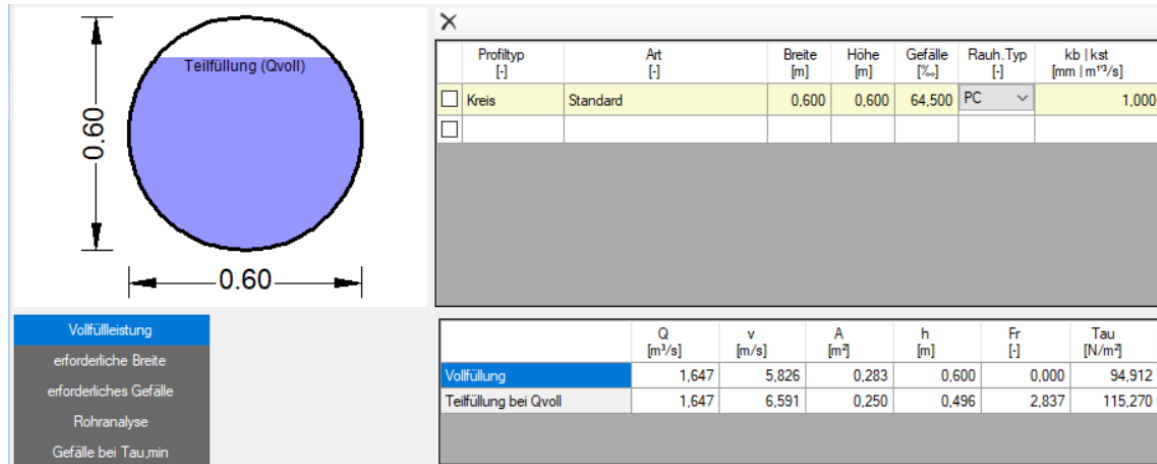 Teilfüllung (Qvoll)
0.60
0.60
Profiltyp Art Breite Höhe Gefälle Rauh.Typ kb | kst
[-] [-] [m] [m] [‰] [-] [mm | m¹'³/s]
Kreis Standard 0,600 0,600 64,500 PC 1,000
Vollfüllleistung
erforderliche Breite
erforderliches Gefälle
Rohranalyse
Gefälle bei Tau,min
Q v A h Fr Tau
[m³/s] [m/s] [m²] [m] [-] [N/m²]
Vollfüllung 1,647 5,826 0,283 0,600 0,000 94,912
Teilfüllung bei Qvoll 1,647 6,591 0,250 0,496 2,837 115,270